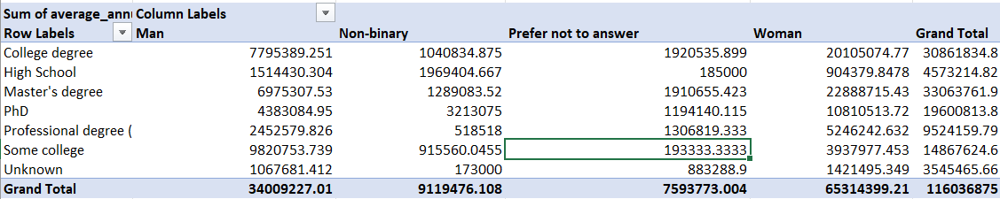 Sum of average_ann Column Labels
Row Labels Man Non-binary Prefer not to answer Woman Grand Total
College degree 7795389.251 1040834.875 1920535.899 20105074.77 30861834.8
High School 1514430.304 1969404.667 185000 904379.8478 4573214.82
Master's degree 6975307.53 1289083.52 1910655.423 22888715.43 33063761.9
PhD 4383084.95 3213075 1194140.115 10810513.72 19600813.8
Professional degree ( 2452579.826 518518 1306819.333 5246242.632 9524159.79
Some college 9820753.739 915560.0455 193333.3333 3937977.453 14867624.6
Unknown 1067681.412 173000 883288.9 1421495.349 3545465.66
Grand Total 34009227.01 9119476.108 7593773.004 65314399.21 116036875